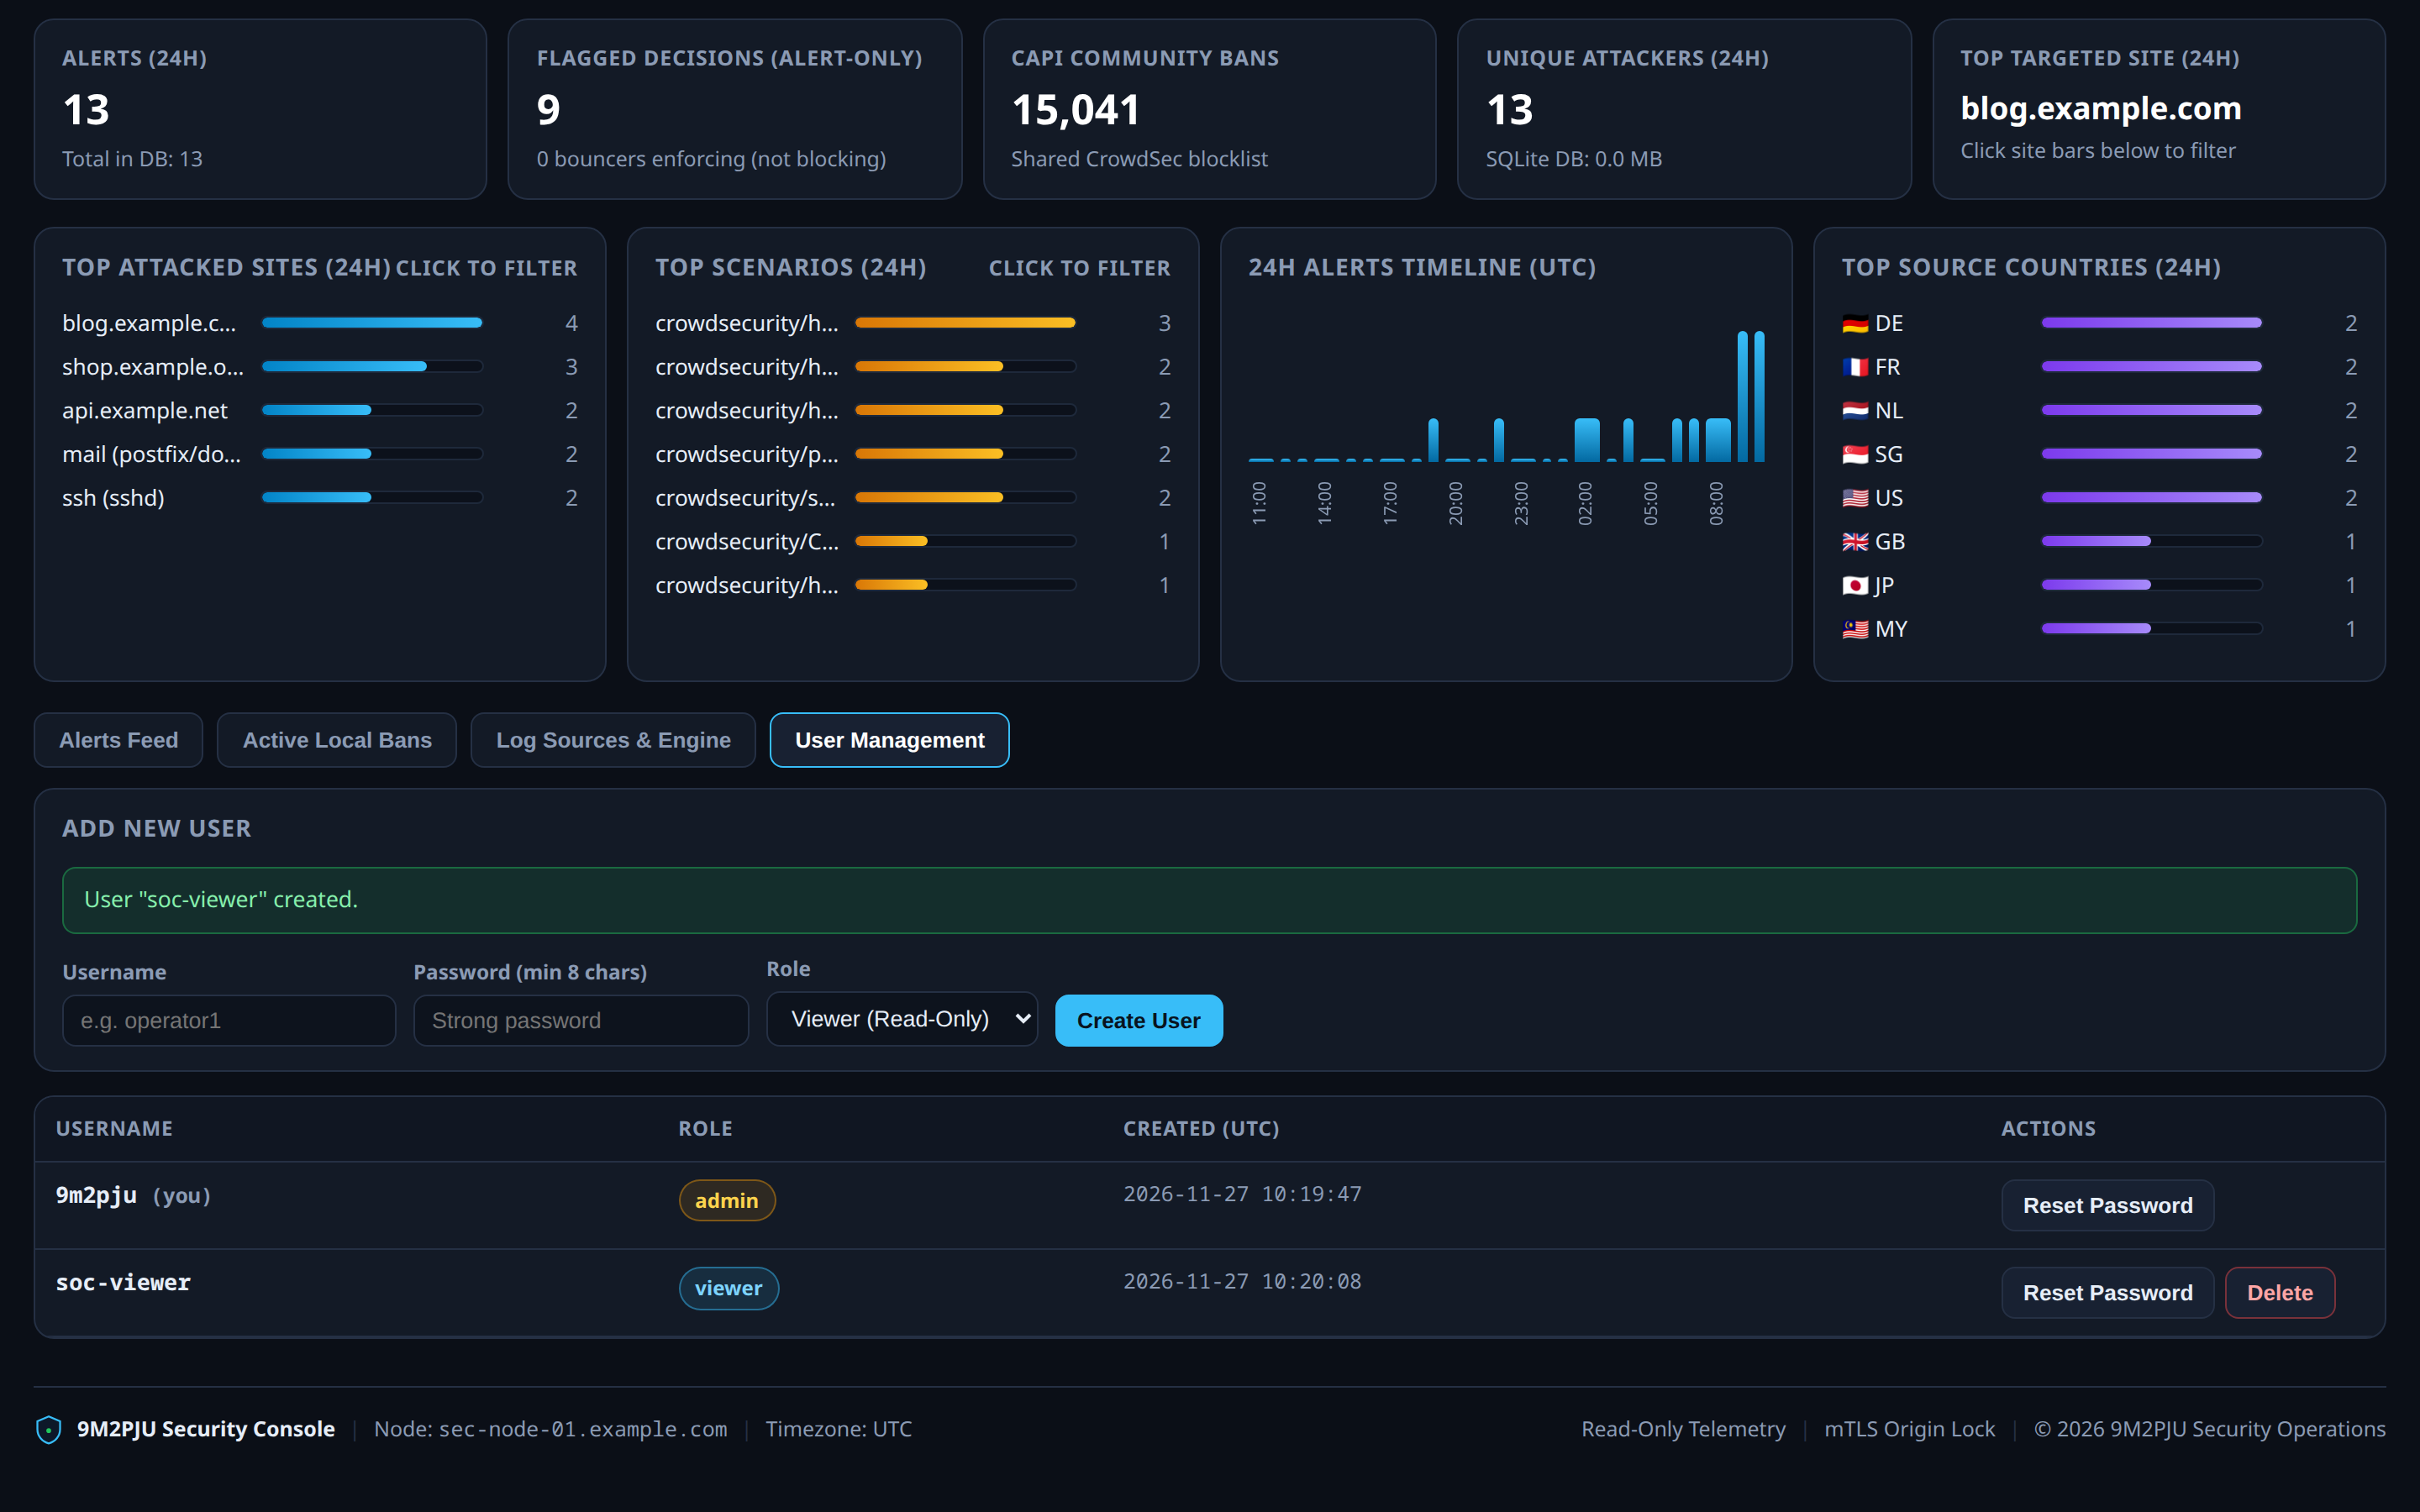 ALERTS (24H)
13
Total in DB: 13
FLAGGED DECISIONS (ALERT-ONLY)
9
0 bouncers enforcing (not blocking)
CAPI COMMUNITY BANS
15,041
Shared CrowdSec blocklist
UNIQUE ATTACKERS (24H)
13
SQLite DB: 0.0 MB
TOP TARGETED SITE (24H)
blog.example.com
Click site bars below to filter
TOP ATTACKED SITES (24H) CLICK TO FILTER
blog.example.c... 4
shop.example.o... 3
api.example.net 2
mail (postfix/do... 2
ssh (sshd) 2
TOP SCENARIOS (24H) CLICK TO FILTER
crowdsecurity/h... 3
crowdsecurity/h... 2
crowdsecurity/h... 2
crowdsecurity/p... 2
crowdsecurity/s... 2
crowdsecurity/C... 1
crowdsecurity/h... 1
24H ALERTS TIMELINE (UTC)
11:00 14:00 17:00 20:00 23:00 02:00 05:00 08:00
TOP SOURCE COUNTRIES (24H)
DE 2
FR 2
NL 2
SG 2
US 2
GB 1
JP 1
MY 1
Alerts Feed Active Local Bans Log Sources & Engine User Management
ADD NEW USER
User "soc-viewer" created.
Username Password (min 8 chars) Role
e.g. operator1 Strong password Viewer (Read-Only) Create User
USERNAME ROLE CREATED (UTC) ACTIONS
9m2pju (you) admin 2026-11-27 10:19:47 Reset Password
soc-viewer viewer 2026-11-27 10:20:08 Reset Password Delete
9M2PJU Security Console | Node: sec-node-01.example.com | Timezone: UTC
Read-Only Telemetry | mTLS Origin Lock | © 2026 9M2PJU Security Operations